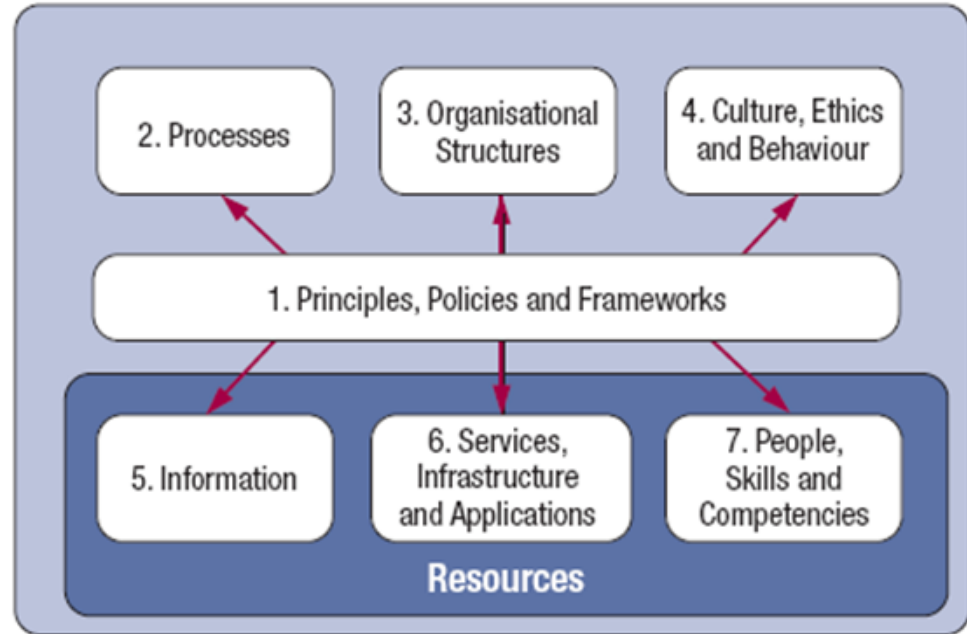 2. Processes
3. Organisational
Structures
4. Culture, Ethics
and Behaviour
1. Principles, Policies and Frameworks
5. Information
6. Services,
Infrastructure
and Applications
7. People,
Skills and
Competencies
Resources